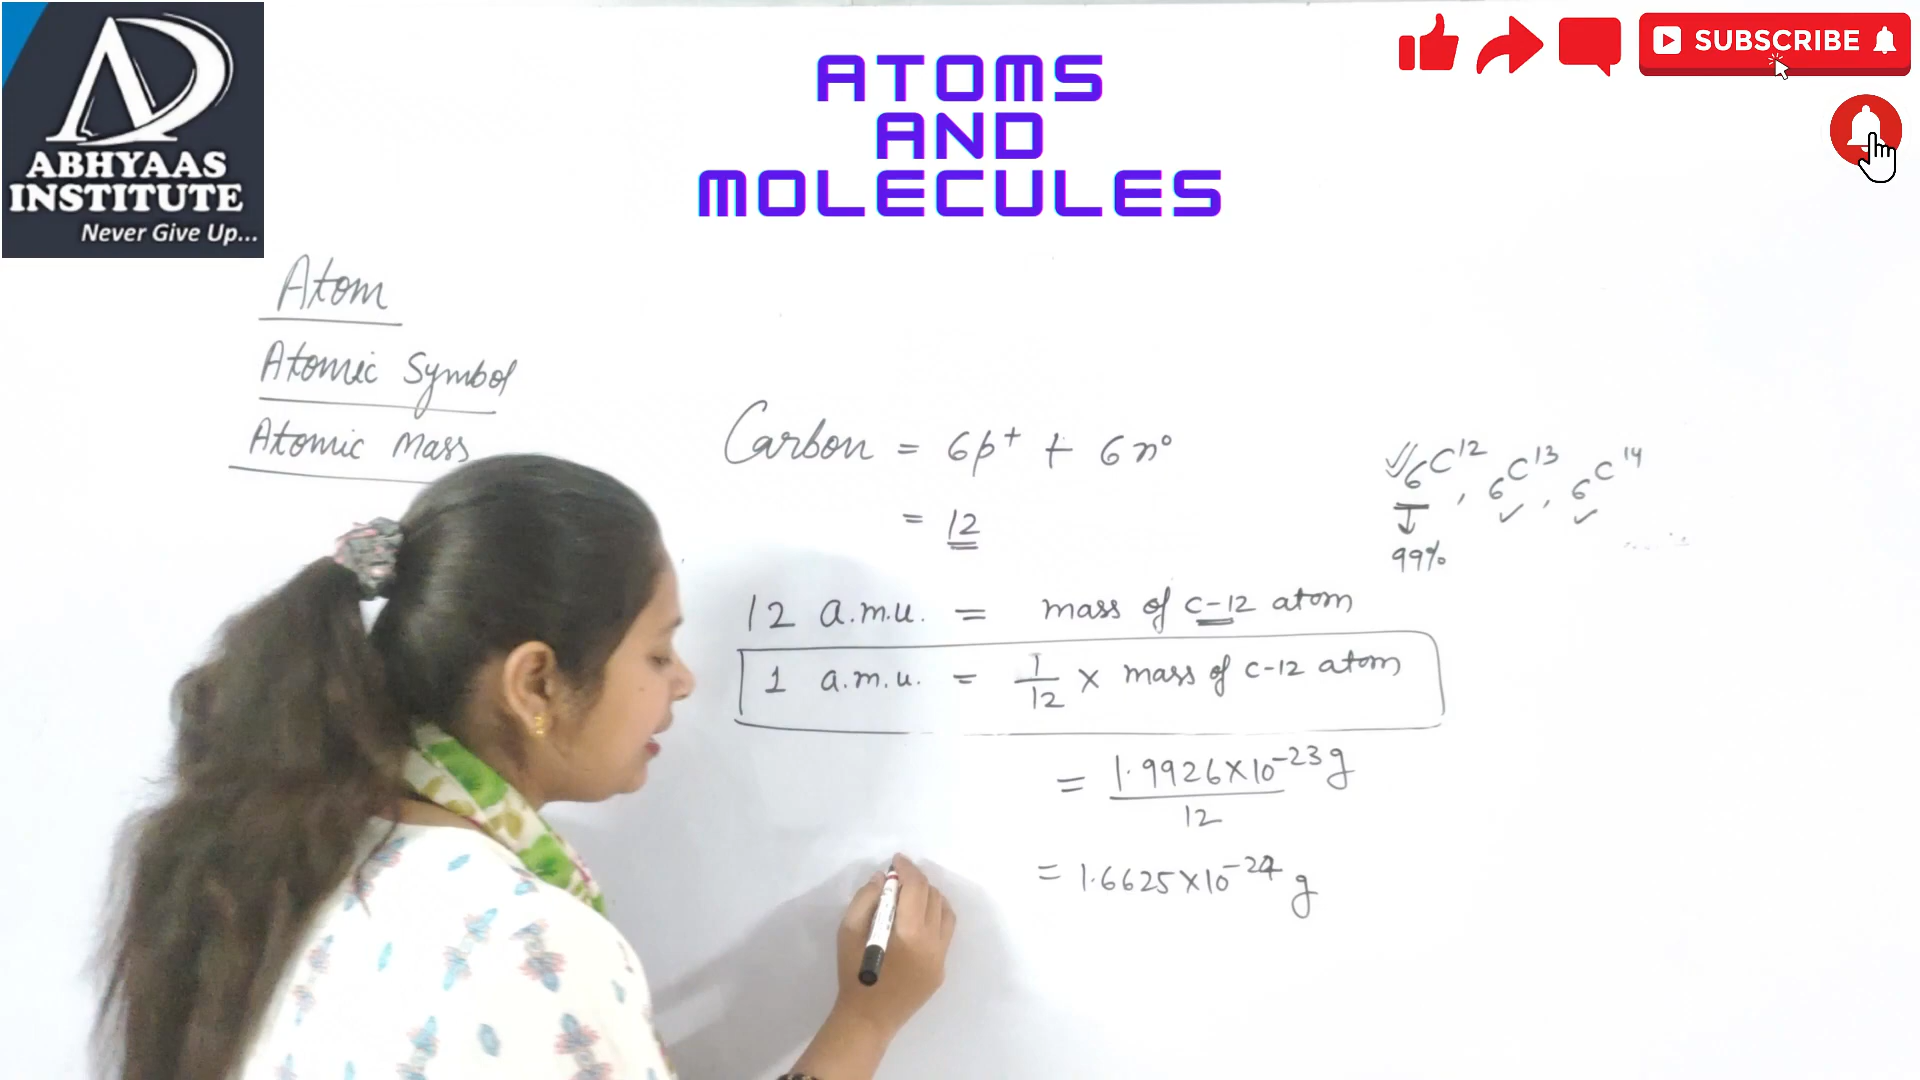 ABHYAAS
INSTITUTE
Never Give Up...
ATOMS
AND
MOLECULES
SUBSCRIBE
Atom
Atomic Symbol
Atomic Mass
Carbon = 6p⁺ + 6n⁰
= 12
₆C¹², ₆C¹³, ₆C¹⁴
99%
12 a.m.u. = mass of c-12 atom
1 a.m.u. = 1/12 × mass of c-12 atom
= 1.9926×10⁻²³g / 12
= 1.6625×10⁻²⁴ g